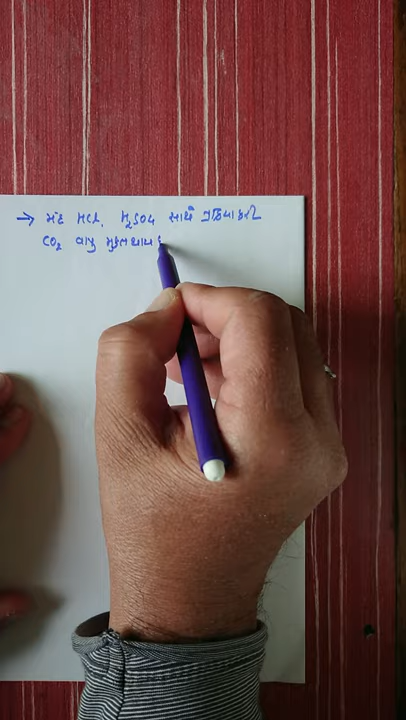 → મંદ HCl, H₂SO4 સાથે પ્રક્રિયા કરી
CO₂ વાયુ મુક્ત થાય છ